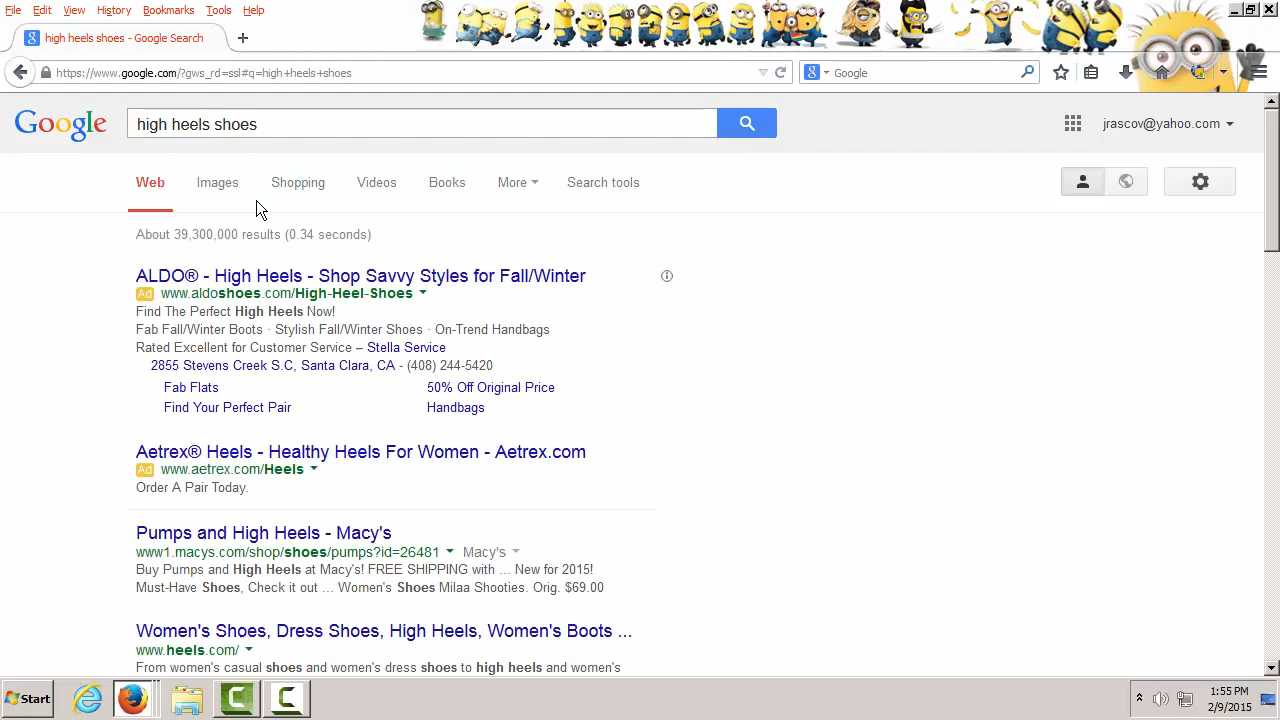 File Edit View History Bookmarks Tools Help
high heels shoes - Google Search
https://www.google.com/?gws_rd=ssl#q=high+heels+shoes
Google
Google
high heels shoes
jrascov@yahoo.com
Web Images Shopping Videos Books More Search tools
About 39,300,000 results (0.34 seconds)
ALDO® - High Heels - Shop Savvy Styles for Fall/Winter
Ad www.aldoshoes.com/High-Heel-Shoes
Find The Perfect High Heels Now!
Fab Fall/Winter Boots · Stylish Fall/Winter Shoes · On-Trend Handbags
Rated Excellent for Customer Service – Stella Service
2855 Stevens Creek S.C, Santa Clara, CA - (408) 244-5420
Fab Flats 50% Off Original Price
Find Your Perfect Pair Handbags
Aetrex® Heels - Healthy Heels For Women - Aetrex.com
Ad www.aetrex.com/Heels
Order A Pair Today.
Pumps and High Heels - Macy's
www1.macys.com/shop/shoes/pumps?id=26481 Macy's
Buy Pumps and High Heels at Macy's! FREE SHIPPING with ... New for 2015!
Must-Have Shoes, Check it out ... Women's Shoes Milaa Shooties. Orig. $69.00
Women's Shoes, Dress Shoes, High Heels, Women's Boots ...
www.heels.com/
From women's casual shoes and women's dress shoes to high heels and women's
Start
1:55 PM
2/9/2015